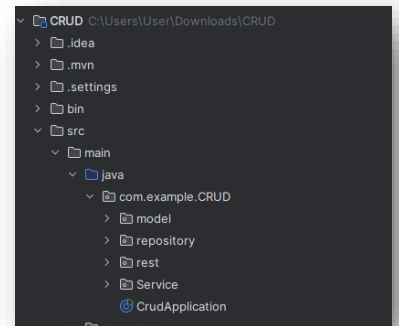 CRUD C:\Users\User\Downloads\CRUD
.idea
.mvn
.settings
bin
src
main
java
com.example.CRUD
model
repository
rest
Service
CrudApplication